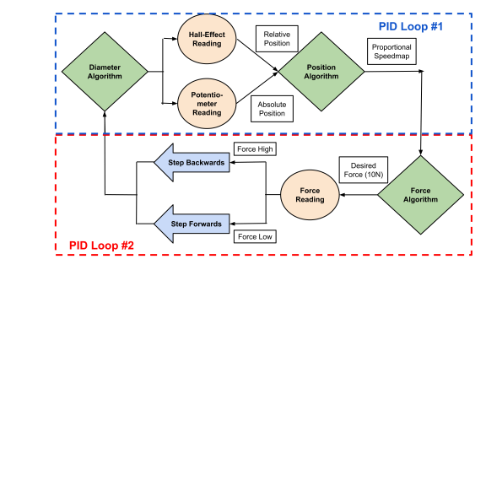 PID Loop #1
Hall-Effect
Reading
Relative
Position
Proportional
Speedmap
Diameter
Algorithm
Position
Algorithm
Potentio-
meter
Reading
Absolute
Position
Force High
Step Backwards
Desired
Force (10N)
Force
Reading
Force
Algorithm
Step Forwards
Force Low
PID Loop #2